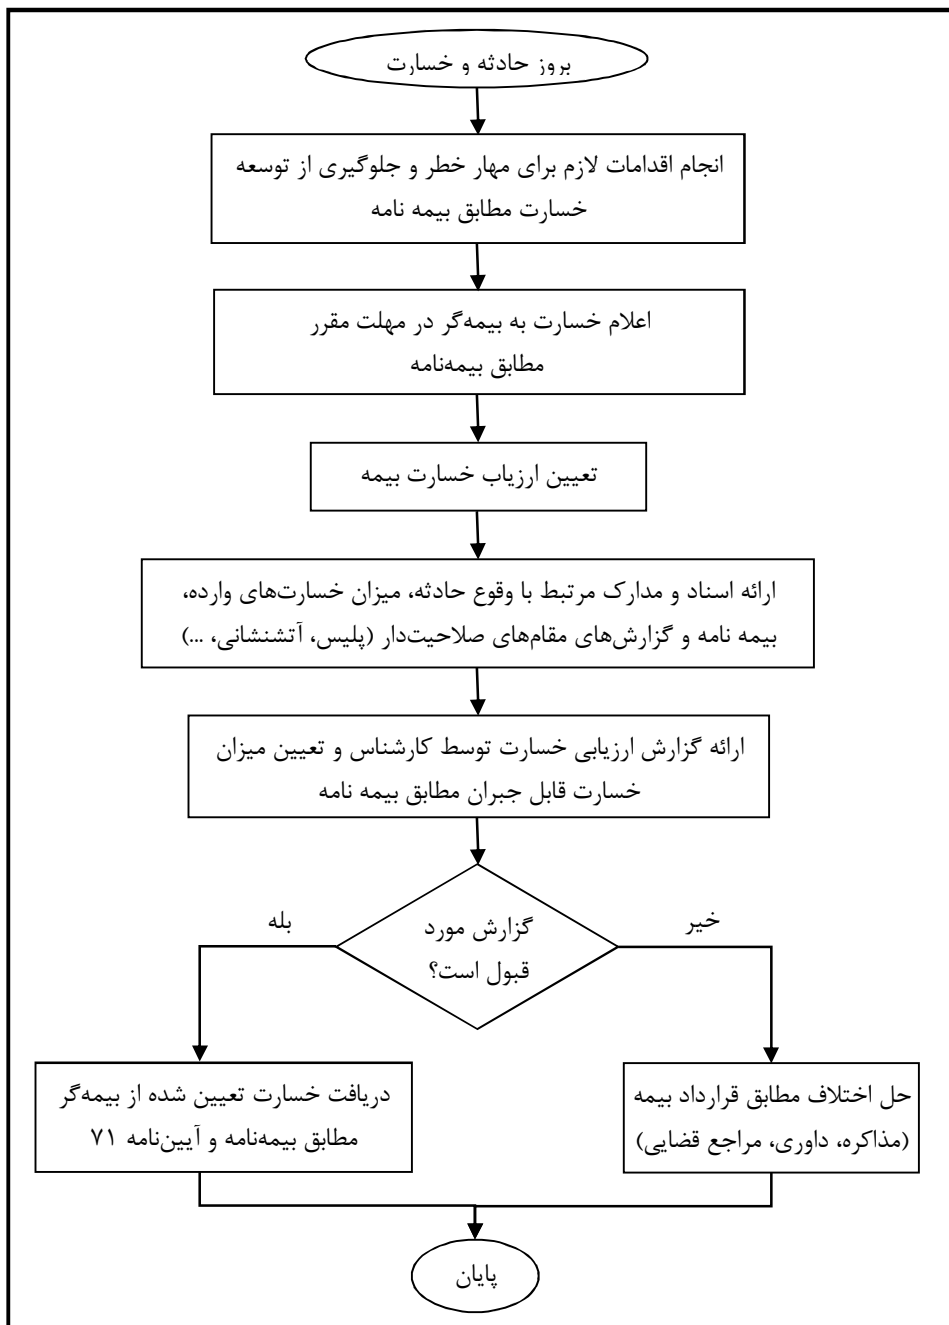 بروز حادثه و خسارت
انجام اقدامات لازم برای مهار خطر و جلوگیری از توسعه
خسارت مطابق بیمه نامه
اعلام خسارت به بیمه‌گر در مهلت مقرر
مطابق بیمه‌نامه
تعیین ارزیاب خسارت بیمه
ارائه اسناد و مدارک مرتبط با وقوع حادثه، میزان خسارت‌های وارده،
بیمه نامه و گزارش‌های مقام‌های صلاحیت‌دار (پلیس، آتشنشانی، ...)
ارائه گزارش ارزیابی خسارت توسط کارشناس و تعیین میزان
خسارت قابل جبران مطابق بیمه نامه
گزارش مورد
قبول است؟
خیر
بله
حل اختلاف مطابق قرارداد بیمه
(مذاکره، داوری، مراجع قضایی)
دریافت خسارت تعیین شده از بیمه‌گر
مطابق بیمه‌نامه و آیین‌نامه ۷۱
پایان